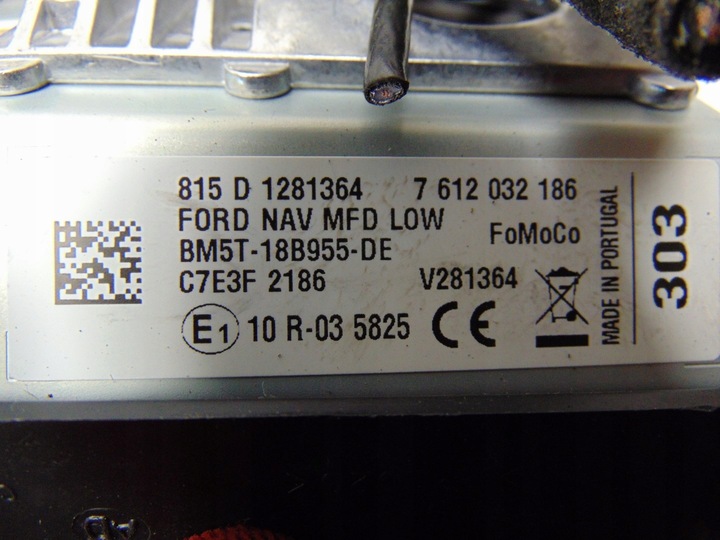 815 D 1281364 7 612 032 186
FORD NAV MFD LOW
BM5T-18B955-DE FoMoCo
C7E3F 2186 V281364
E1 10 R-03 5825 CE
MADE IN PORTUGAL
303